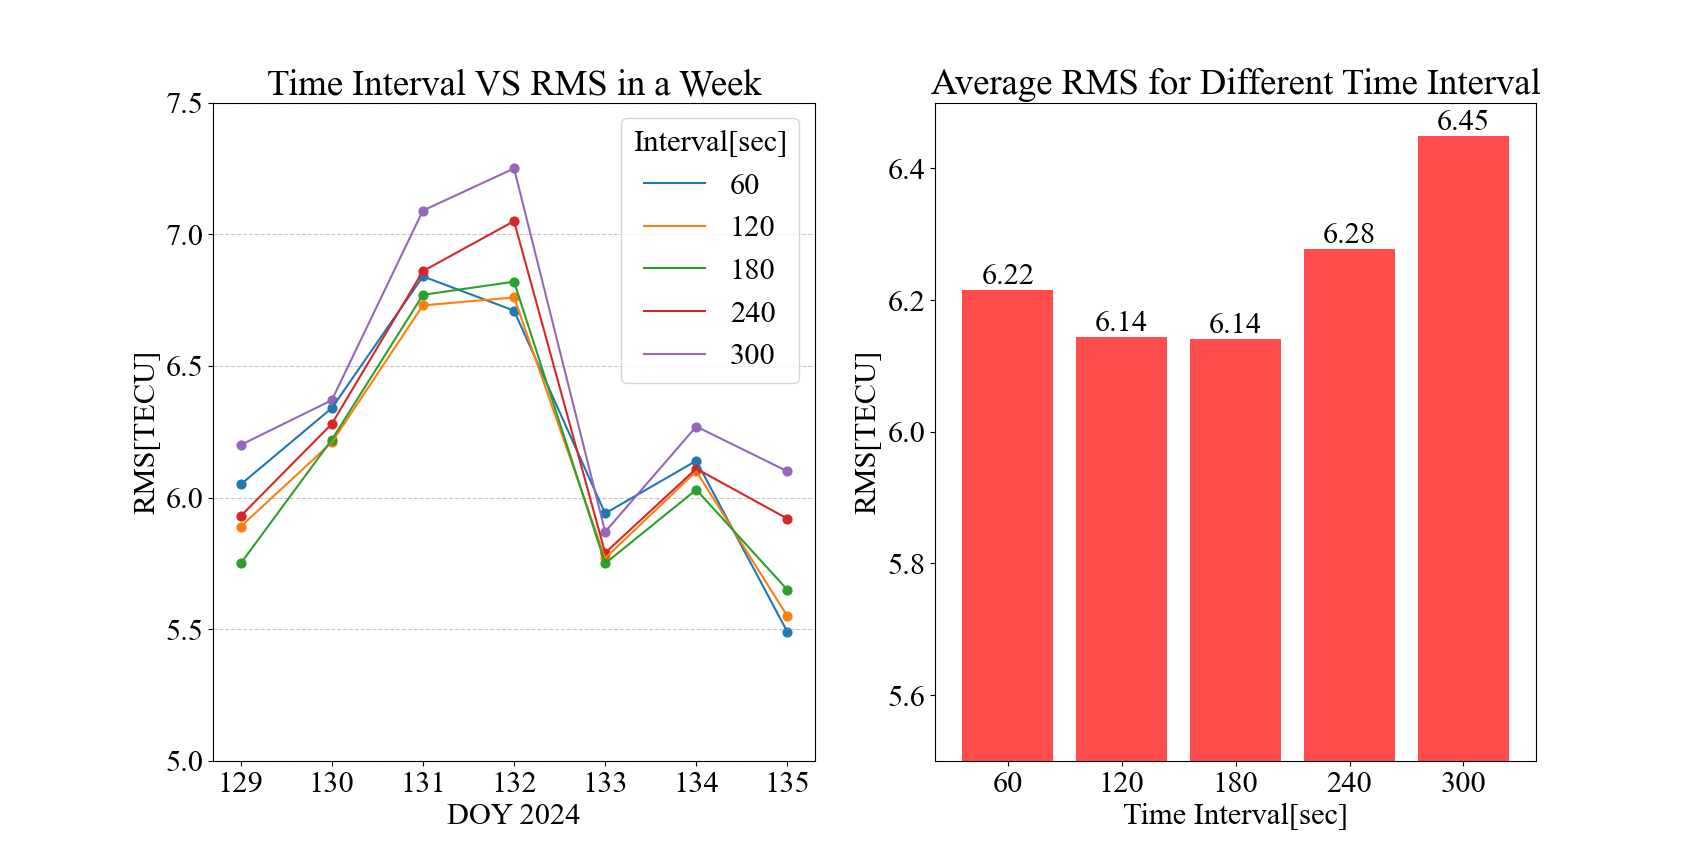 Time Interval VS RMS in a Week
7.5
7.0
6.5
6.0
5.5
5.0
RMS[TECU]
Interval[sec]
60
120
180
240
300
129 130 131 132 133 134 135
DOY 2024
Average RMS for Different Time Interval
6.4
6.2
6.0
5.8
5.6
RMS[TECU]
6.22 6.14 6.14 6.28 6.45
60 120 180 240 300
Time Interval[sec]